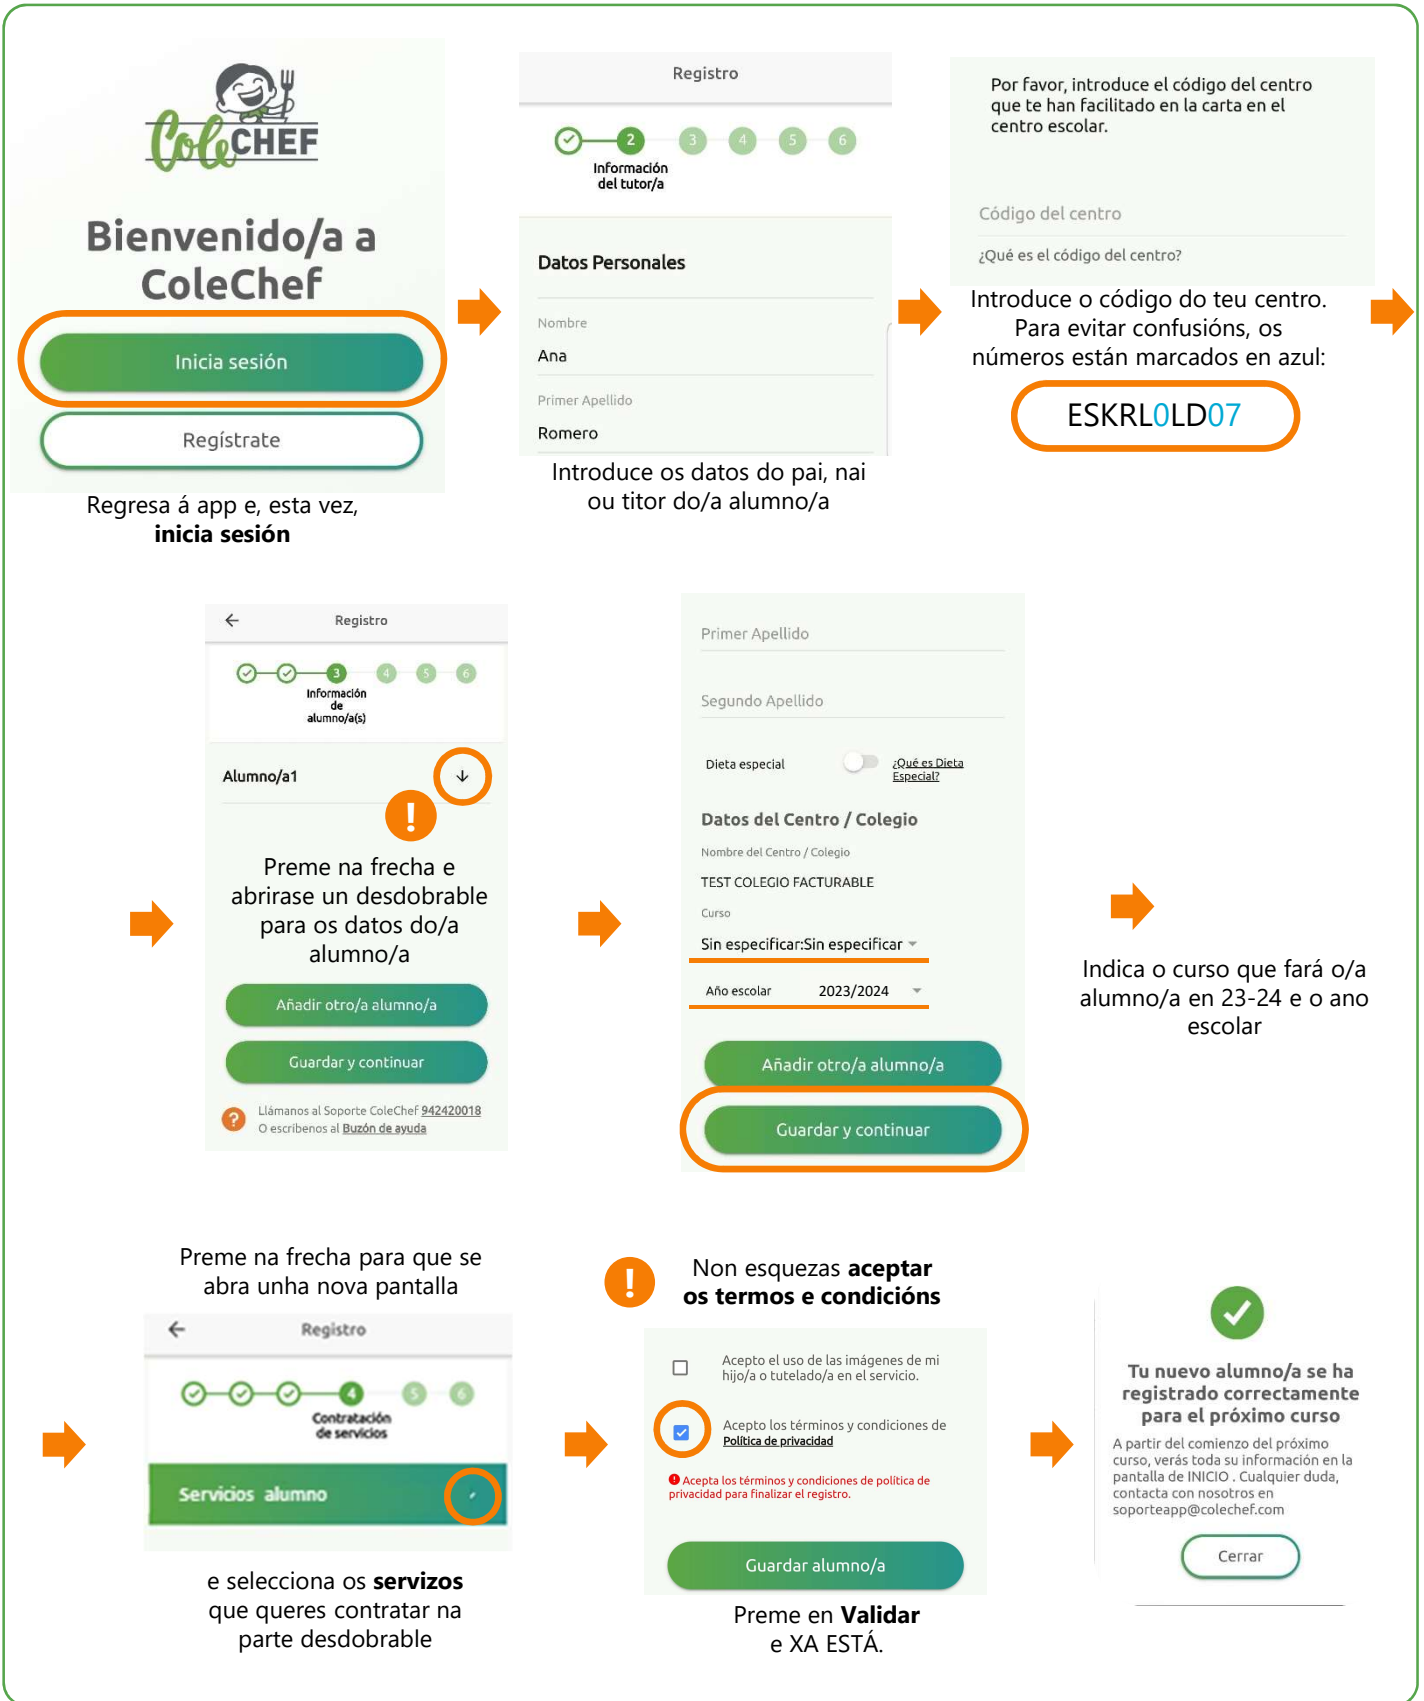 ColeCHEF
Bienvenido/a a
ColeChef
Inicia sesión
Regístrate
Regresa á app e, esta vez,
inicia sesión
Registro
2 3 4 5 6
Información
del tutor/a
Datos Personales
Nombre
Ana
Primer Apellido
Romero
Introduce os datos do pai, nai
ou titor do/a alumno/a
Por favor, introduce el código del centro
que te han facilitado en la carta en el
centro escolar.
Código del centro
¿Qué es el código del centro?
Introduce o código do teu centro.
Para evitar confusións, os
números están marcados en azul:
ESKRL0LD07
Registro
3 4 5 6
Información
de
alumno/a(s)
Alumno/a1
!
Preme na frecha e
abrirase un desdobrable
para os datos do/a
alumno/a
Añadir otro/a alumno/a
Guardar y continuar
? Llámanos al Soporte ColeChef 942420018
O escríbenos al Buzón de ayuda
Primer Apellido
Segundo Apellido
Dieta especial ¿Qué es Dieta
Especial?
Datos del Centro / Colegio
Nombre del Centro / Colegio
TEST COLEGIO FACTURABLE
Curso
Sin especificar:Sin especificar
Año escolar 2023/2024
Añadir otro/a alumno/a
Guardar y continuar
Indica o curso que fará o/a
alumno/a en 23-24 e o ano
escolar
Preme na frecha para que se
abra unha nova pantalla
Registro
4 5 6
Contratación
de servicios
Servicios alumno
e selecciona os servizos
que queres contratar na
parte desdobrable
!
Non esquezas aceptar
os termos e condicións
Acepto el uso de las imágenes de mi
hijo/a o tutelado/a en el servicio.
Acepto los términos y condiciones de
Política de privacidad
! Acepta los términos y condiciones de política de
privacidad para finalizar el registro.
Guardar alumno/a
Preme en Validar
e XA ESTÁ.
Tu nuevo alumno/a se ha
registrado correctamente
para el próximo curso
A partir del comienzo del próximo
curso, verás toda su información en la
pantalla de INICIO . Cualquier duda,
contacta con nosotros en
soporteapp@colechef.com
Cerrar